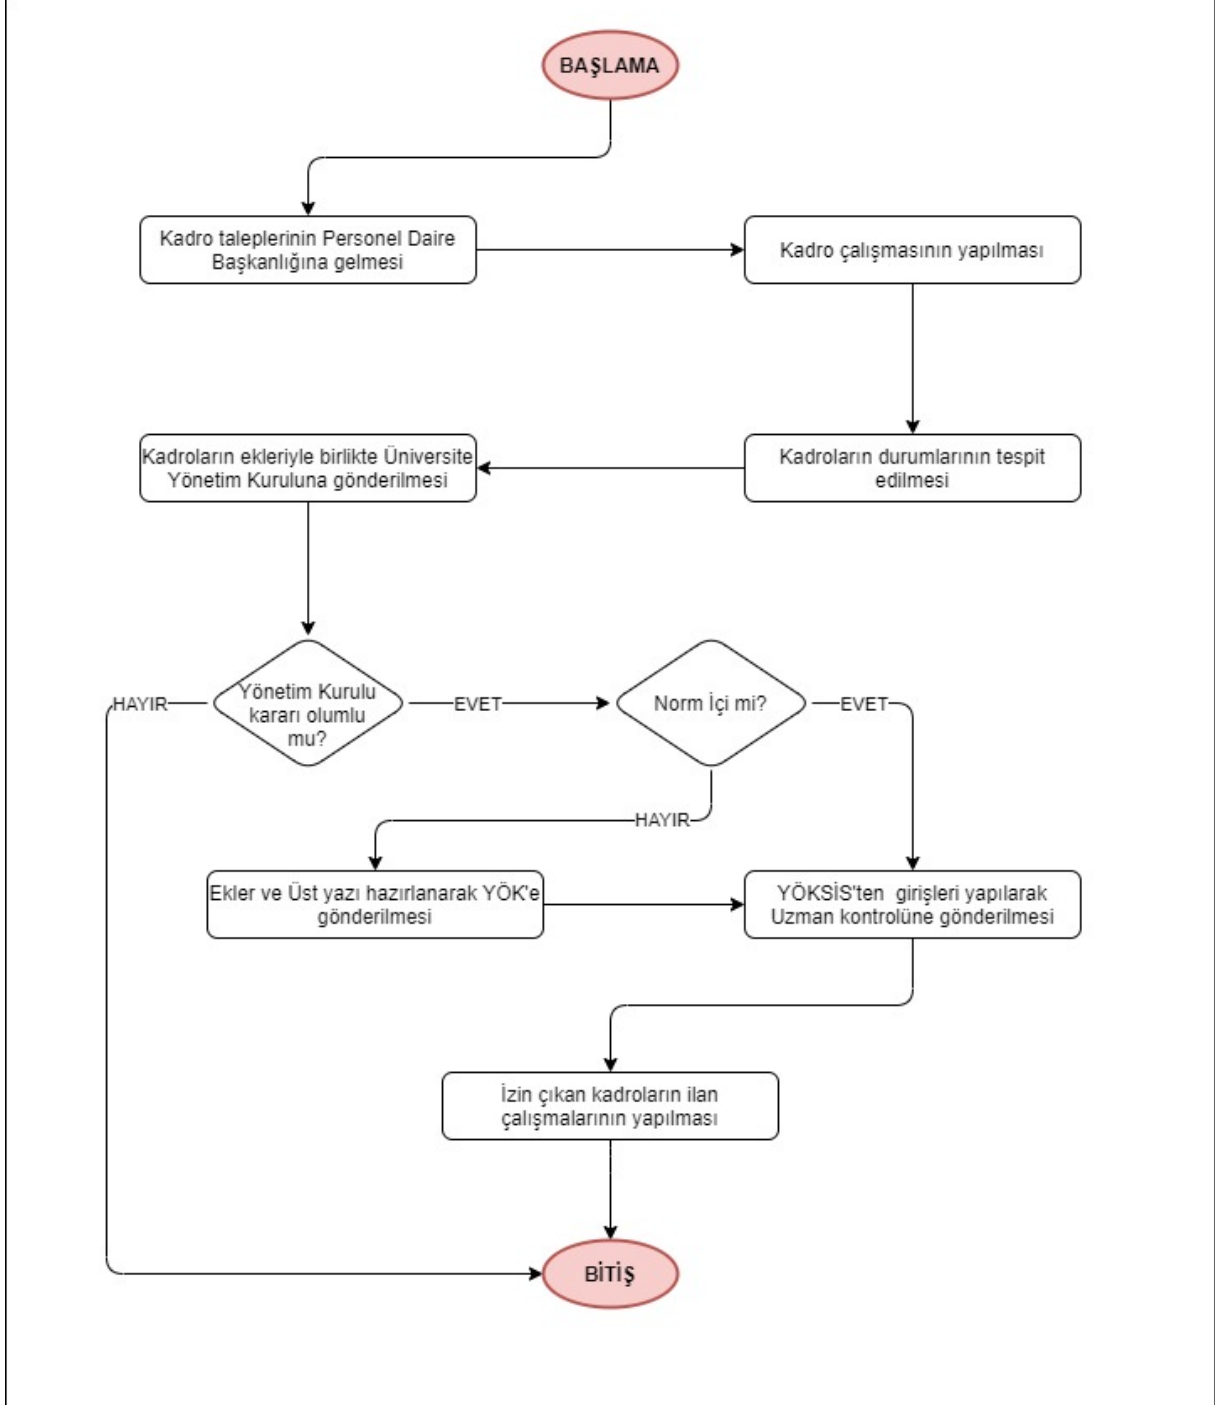 BAŞLAMA
Kadro taleplerinin Personel Daire
Başkanlığına gelmesi
Kadro çalışmasının yapılması
Kadroların durumlarının tespit
edilmesi
Kadroların ekleriyle birlikte Üniversite
Yönetim Kuruluna gönderilmesi
Yönetim Kurulu
kararı olumlu
mu?
HAYIR
EVET
Norm İçi mi?
EVET
HAYIR
Ekler ve Üst yazı hazırlanarak YÖK'e
gönderilmesi
YÖKSİS'ten girişleri yapılarak
Uzman kontrolüne gönderilmesi
İzin çıkan kadroların ilan
çalışmalarının yapılması
BİTİŞ